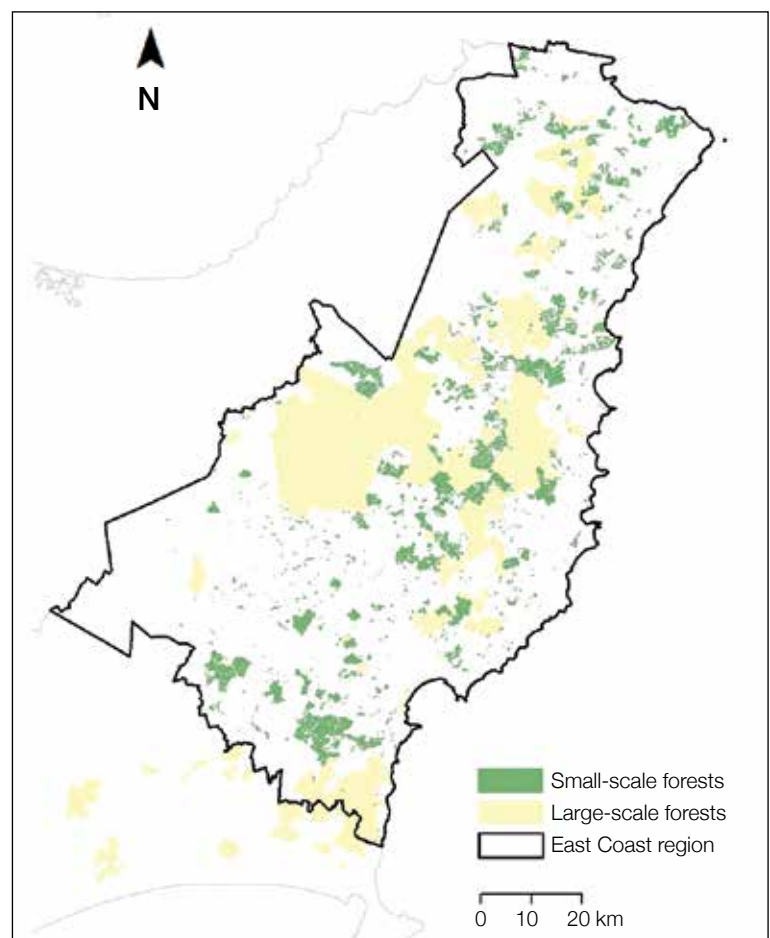 N
Small-scale forests
Large-scale forests
East Coast region
0 10 20 km